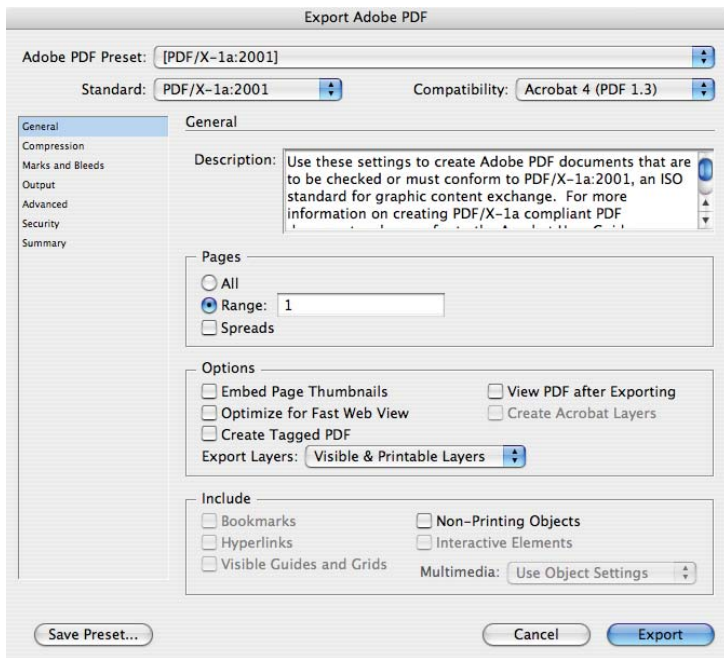 Export Adobe PDF
Adobe PDF Preset: [PDF/X-1a:2001]
Standard: PDF/X-1a:2001 Compatibility: Acrobat 4 (PDF 1.3)
General
Compression
Marks and Bleeds
Output
Advanced
Security
Summary
General
Description: Use these settings to create Adobe PDF documents that are
to be checked or must conform to PDF/X-1a:2001, an ISO
standard for graphic content exchange. For more
information on creating PDF/X-1a compliant PDF
Pages
All
Range: 1
Spreads
Options
Embed Page Thumbnails View PDF after Exporting
Optimize for Fast Web View Create Acrobat Layers
Create Tagged PDF
Export Layers: Visible & Printable Layers
Include
Bookmarks Non-Printing Objects
Hyperlinks Interactive Elements
Visible Guides and Grids Multimedia: Use Object Settings
Save Preset... Cancel Export